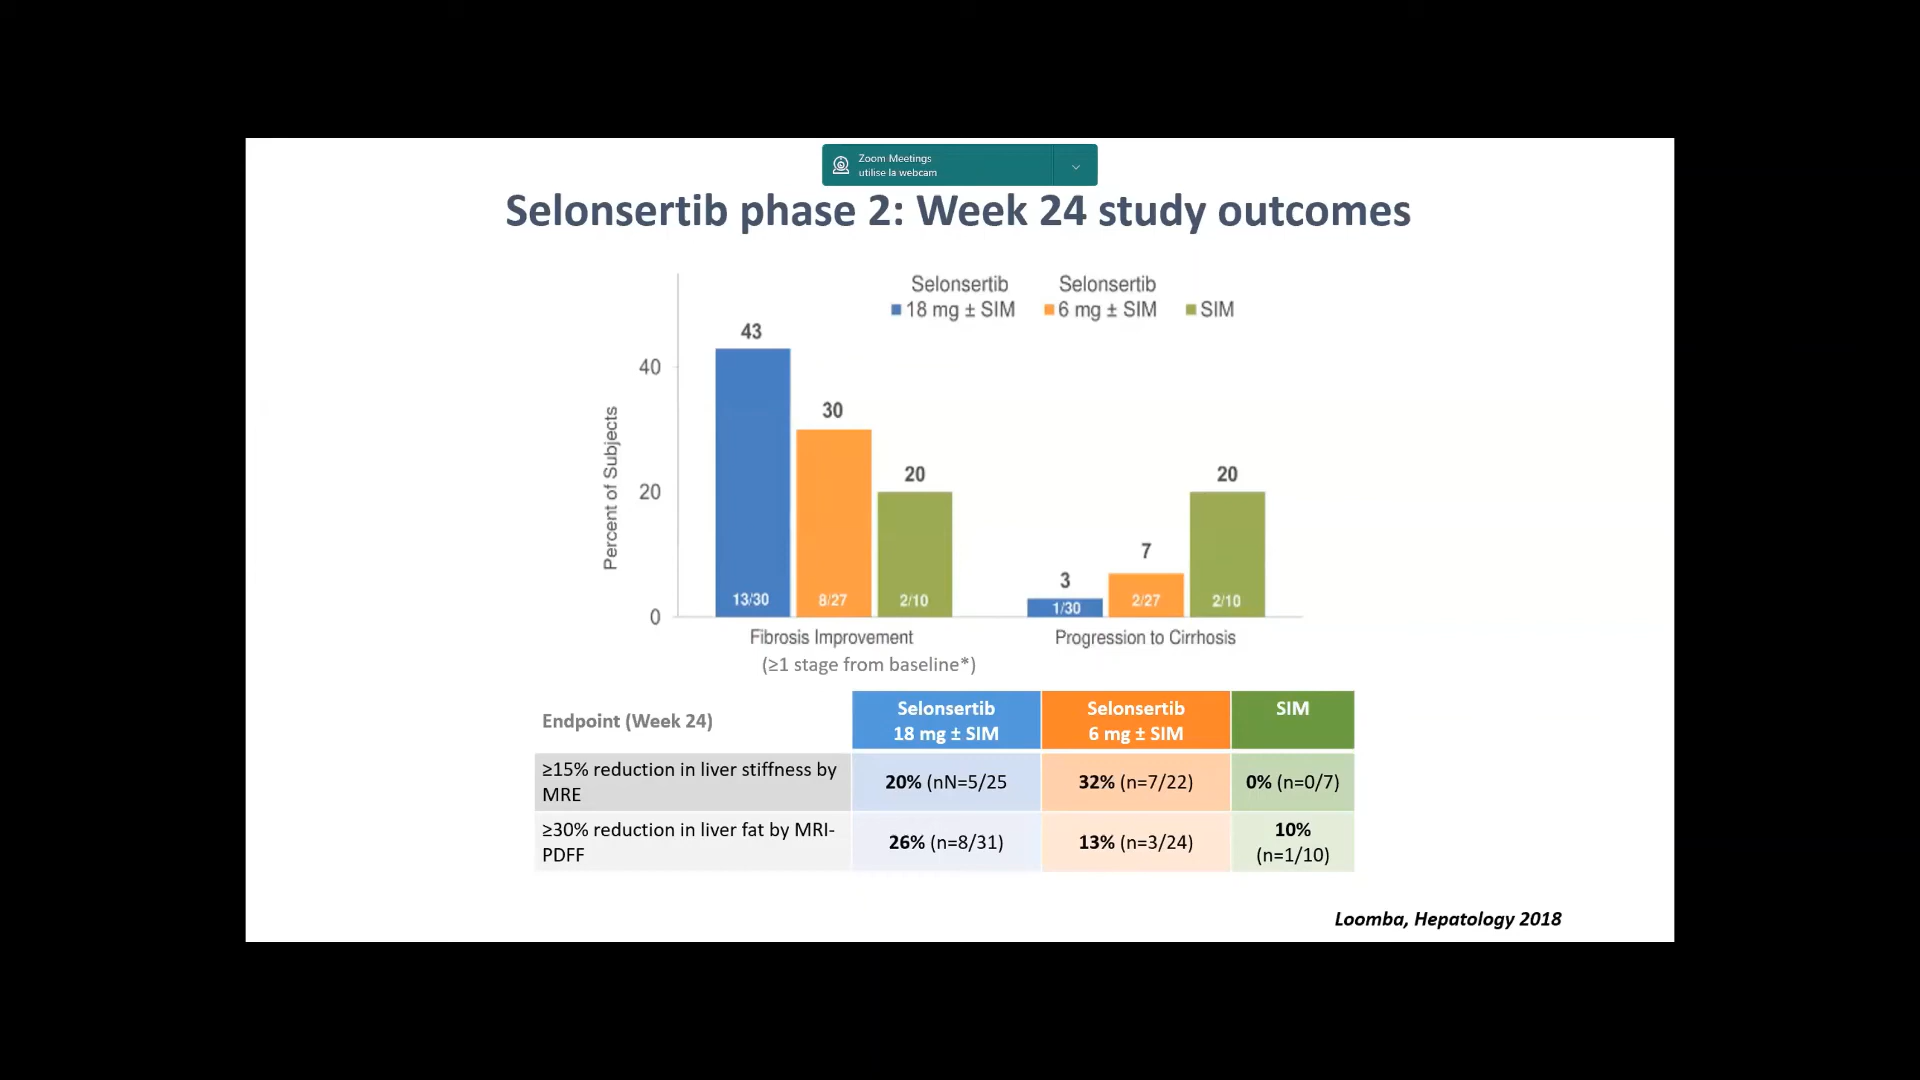 Zoom Meetings
utilise la webcam
Selonsertib phase 2: Week 24 study outcomes
Selonsertib
18 mg ± SIM
Selonsertib
6 mg ± SIM
SIM
Percent of Subjects
40
20
0
43
30
20
3
7
20
13/30
8/27
2/10
1/30
2/27
2/10
Fibrosis Improvement
(≥1 stage from baseline*)
Progression to Cirrhosis
Endpoint (Week 24)
Selonsertib
18 mg ± SIM
Selonsertib
6 mg ± SIM
SIM
≥15% reduction in liver stiffness by
MRE
20% (nN=5/25
32% (n=7/22)
0% (n=0/7)
≥30% reduction in liver fat by MRI-
PDFF
26% (n=8/31)
13% (n=3/24)
10%
(n=1/10)
Loomba, Hepatology 2018